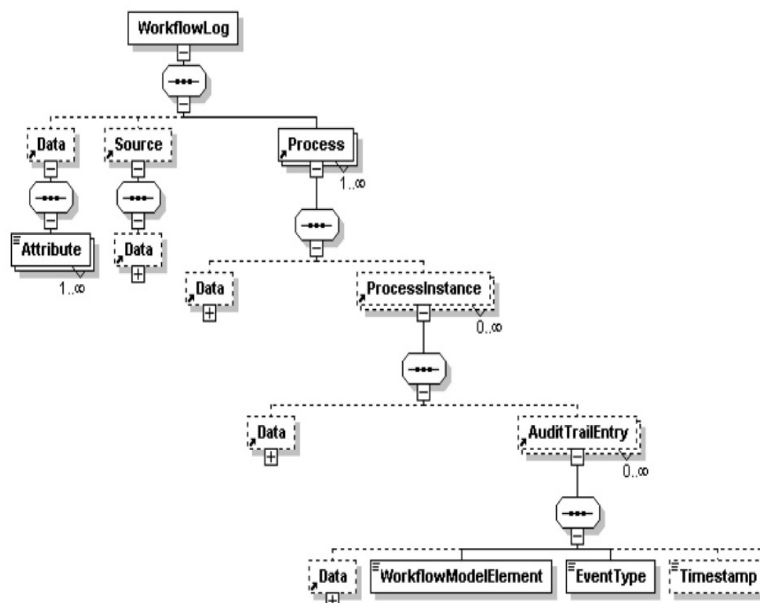 WorkflowLog
Data Source Process
1..∞
Attribute Data
1..∞
Data ProcessInstance
0..∞
Data AuditTrailEntry
0..∞
Data WorkflowModelElement EventType Timestamp